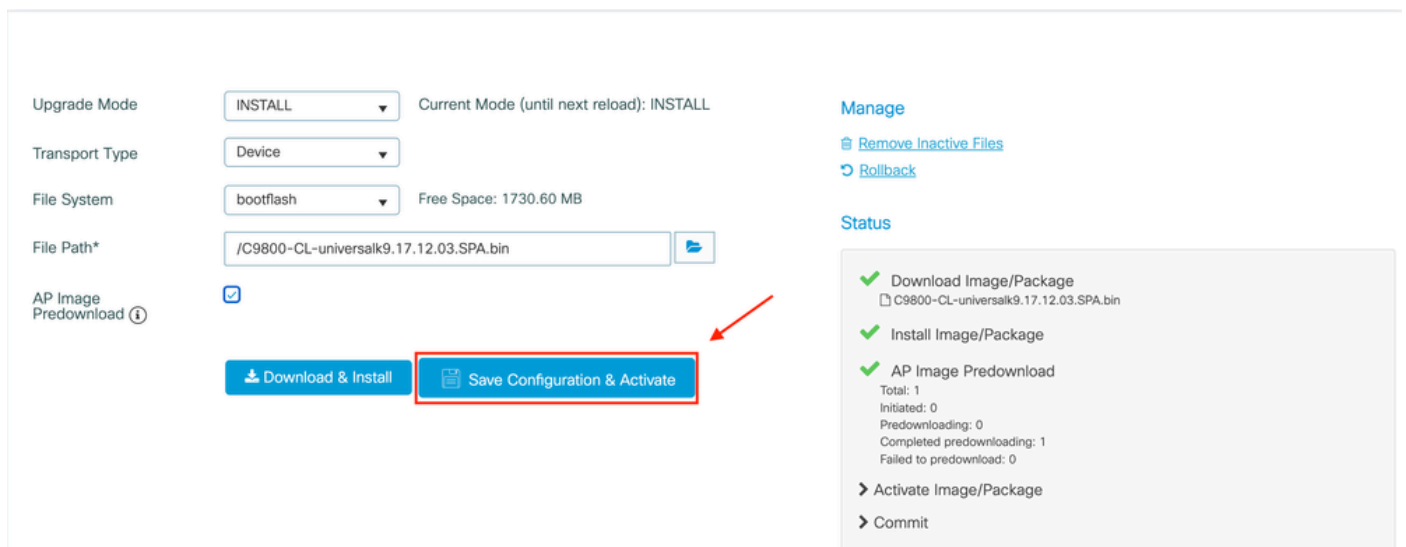 Upgrade Mode
INSTALL
Current Mode (until next reload): INSTALL
Transport Type
Device
File System
bootflash
Free Space: 1730.60 MB
File Path*
/C9800-CL-universalk9.17.12.03.SPA.bin
AP Image
Predownload
Download & Install
Save Configuration & Activate
Manage
Remove Inactive Files
Rollback
Status
Download Image/Package
C9800-CL-universalk9.17.12.03.SPA.bin
Install Image/Package
AP Image Predownload
Total: 1
Initiated: 0
Predownloading: 0
Completed predownloading: 1
Failed to predownload: 0
Activate Image/Package
Commit